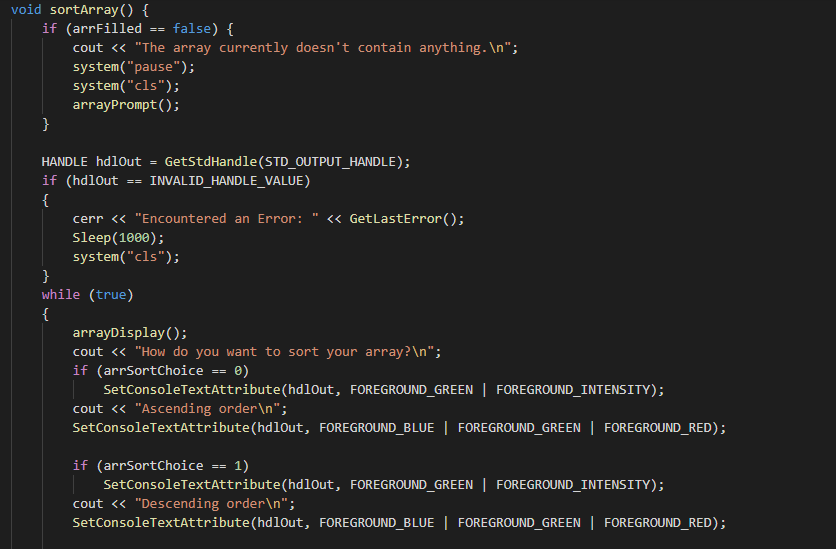 void sortArray() {
    if (arrFilled == false) {
        cout << "The array currently doesn't contain anything.\n";
        system("pause");
        system("cls");
        arrayPrompt();
    }

    HANDLE hdlOut = GetStdHandle(STD_OUTPUT_HANDLE);
    if (hdlOut == INVALID_HANDLE_VALUE)
    {
        cerr << "Encountered an Error: " << GetLastError();
        Sleep(1000);
        system("cls");
    }
    while (true)
    {
        arrayDisplay();
        cout << "How do you want to sort your array?\n";
        if (arrSortChoice == 0)
            SetConsoleTextAttribute(hdlOut, FOREGROUND_GREEN | FOREGROUND_INTENSITY);
        cout << "Ascending order\n";
        SetConsoleTextAttribute(hdlOut, FOREGROUND_BLUE | FOREGROUND_GREEN | FOREGROUND_RED);

        if (arrSortChoice == 1)
            SetConsoleTextAttribute(hdlOut, FOREGROUND_GREEN | FOREGROUND_INTENSITY);
        cout << "Descending order\n";
        SetConsoleTextAttribute(hdlOut, FOREGROUND_BLUE | FOREGROUND_GREEN | FOREGROUND_RED);